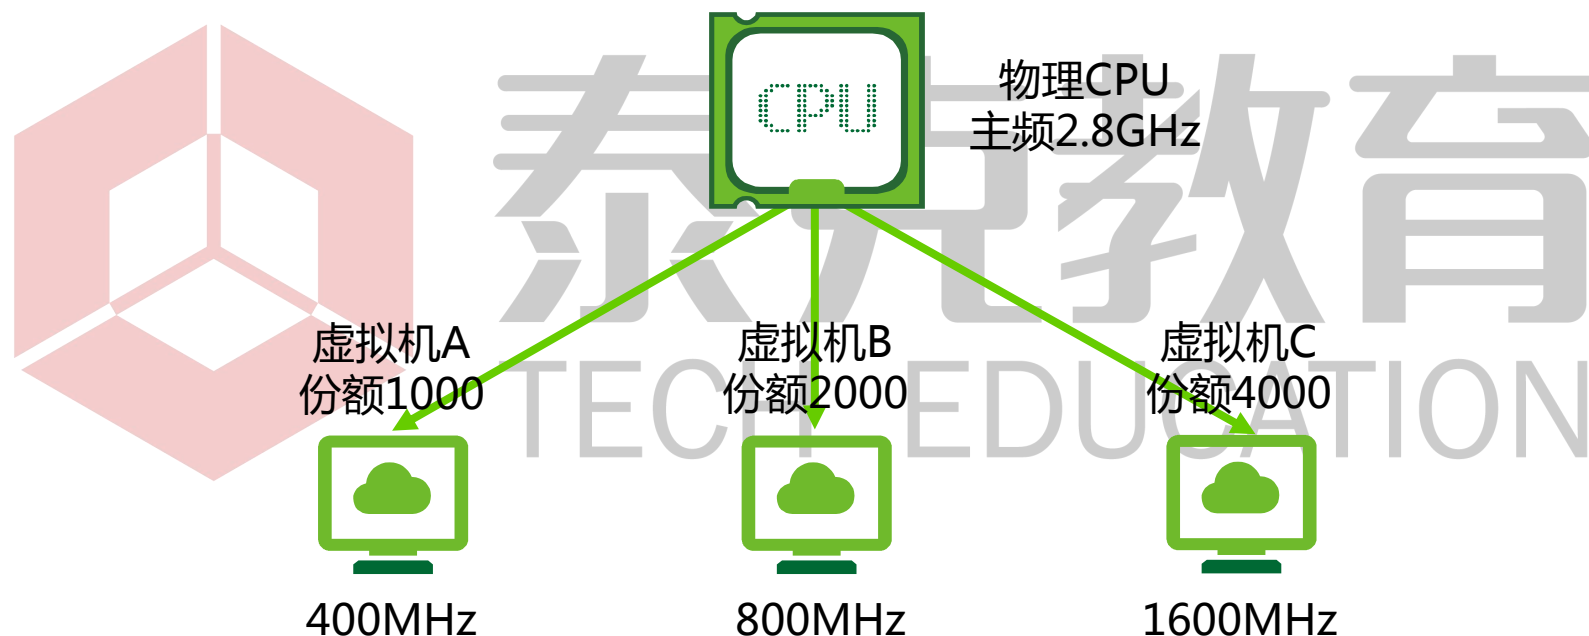 CPU
物理CPU
主频2.8GHz
泰克教育
TECH EDUCATION
虚拟机A
份额1000
虚拟机B
份额2000
虚拟机C
份额4000
400MHz
800MHz
1600MHz